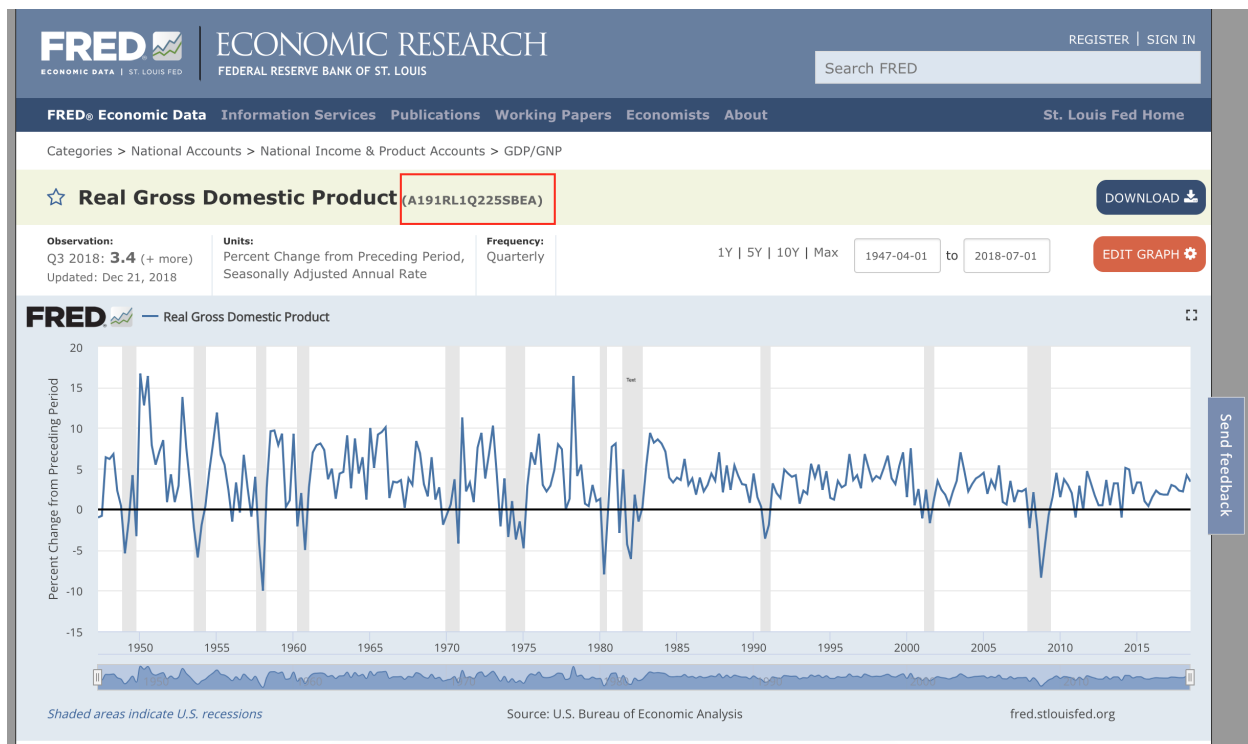 FRED
ECONOMIC DATA | ST. LOUIS FED
ECONOMIC RESEARCH
FEDERAL RESERVE BANK OF ST. LOUIS
REGISTER | SIGN IN
Search FRED
FRED® Economic Data Information Services Publications Working Papers Economists About St. Louis Fed Home
Categories > National Accounts > National Income & Product Accounts > GDP/GNP
Real Gross Domestic Product (A191RL1Q225SBEA)
DOWNLOAD
Observation:
Q3 2018: 3.4 (+ more)
Updated: Dec 21, 2018
Units:
Percent Change from Preceding Period,
Seasonally Adjusted Annual Rate
Frequency:
Quarterly
1Y | 5Y | 10Y | Max
1947-04-01 to 2018-07-01
EDIT GRAPH
FRED
Real Gross Domestic Product
Percent Change from Preceding Period
20
15
10
5
0
-5
-10
-15
Text
1950 1955 1960 1965 1970 1975 1980 1985 1990 1995 2000 2005 2010 2015
Shaded areas indicate U.S. recessions
Source: U.S. Bureau of Economic Analysis
fred.stlouisfed.org
Send feedback